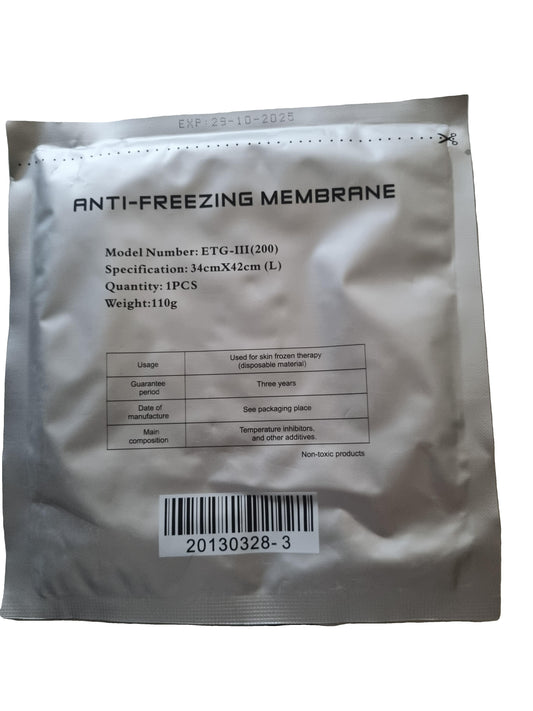 EXP: 29-10-2025
ANTI-FREEZING MEMBRANE
Model Number: ETG-III(200)
Specification: 34cmX42cm (L)
Quantity: 1PCS
Weight:110g
Usage
Used for skin frozen therapy
(disposable material)
Guarantee
period
Three years
Date of
manufacture
See packaging place
Main
composition
Temperature inhibitors.
and other additives.
Non-toxic products
20130328-3